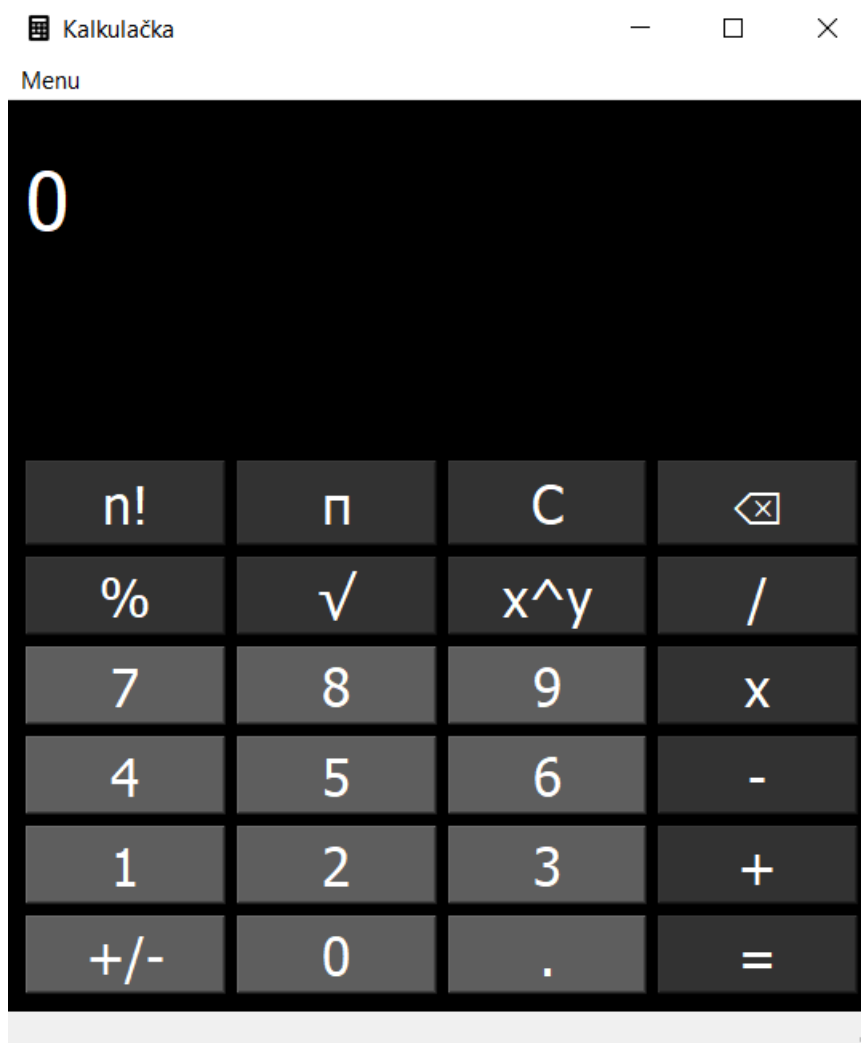 Kalkulačka
Menu
0
n! п C ⌫
% √ x^y /
7 8 9 x
4 5 6 -
1 2 3 +
+/- 0 . =